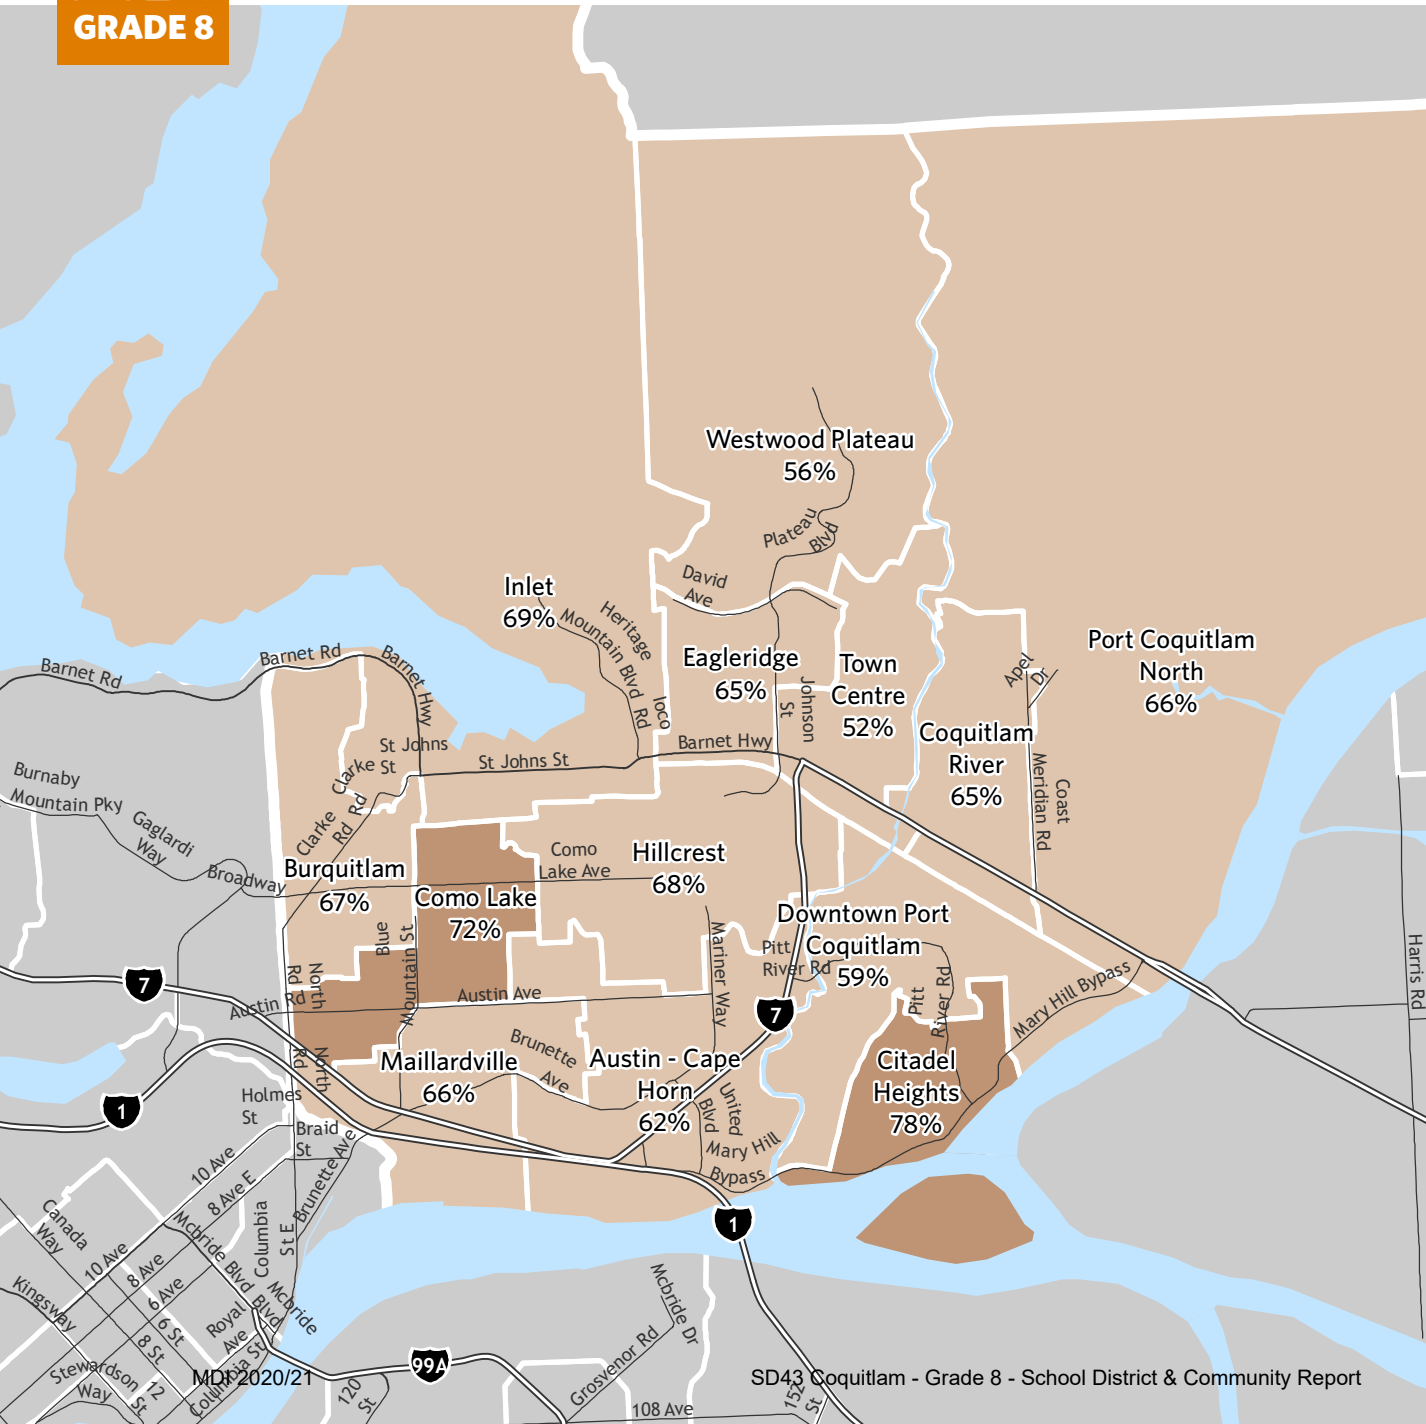 GRADE 8
Westwood Plateau
56%
Plateau
Blvd
David
Ave
Inlet
69%
Heritage
Mountain Blvd
Rd
Ioco
Eagleridge
65%
Johnson
St
Town
Centre
52%
Port Coquitlam
North
66%
Apel
Dr
Coquitlam
River
65%
Coast
Meridian Rd
Barnet Rd
Barnet Rd
Barnet Hwy
Barnet Hwy
St Johns
St
St Johns St
Clarke
Rd
Clarke
Rd
Burnaby
Mountain Pky
Gaglardi
Way
Broadway
Burquitlam
67%
Como Lake
72%
Como
Lake Ave
Hillcrest
68%
Blue
Mountain St
Mariner Way
Downtown Port
Coquitlam
59%
Pitt
River Rd
Pitt
River Rd
Mary Hill Bypass
Harris Rd
7
North
Rd
Austin Rd
Austin Ave
7
Brunette
Ave
Maillardville
66%
Austin - Cape
Horn
62%
Citadel
Heights
78%
North
Rd
1
Holmes
St
Braid
St
United
Blvd
Mary Hill
Bypass
10 Ave
8 Ave E
Brunette Ave
Columbia
St E
1
Canada
Way
Mcbride Blvd
Mcbride
Blvd
10 Ave
8 Ave
6 Ave
Kingsway
6 St
8 St
Royal
Ave
Columbia St
Stewardson
Way
12
St
99A
120
St
Grosvenor Rd
Mcbride Dr
108 Ave
152
St
MDI 2020/21
SD43 Coquitlam - Grade 8 - School District & Community Report